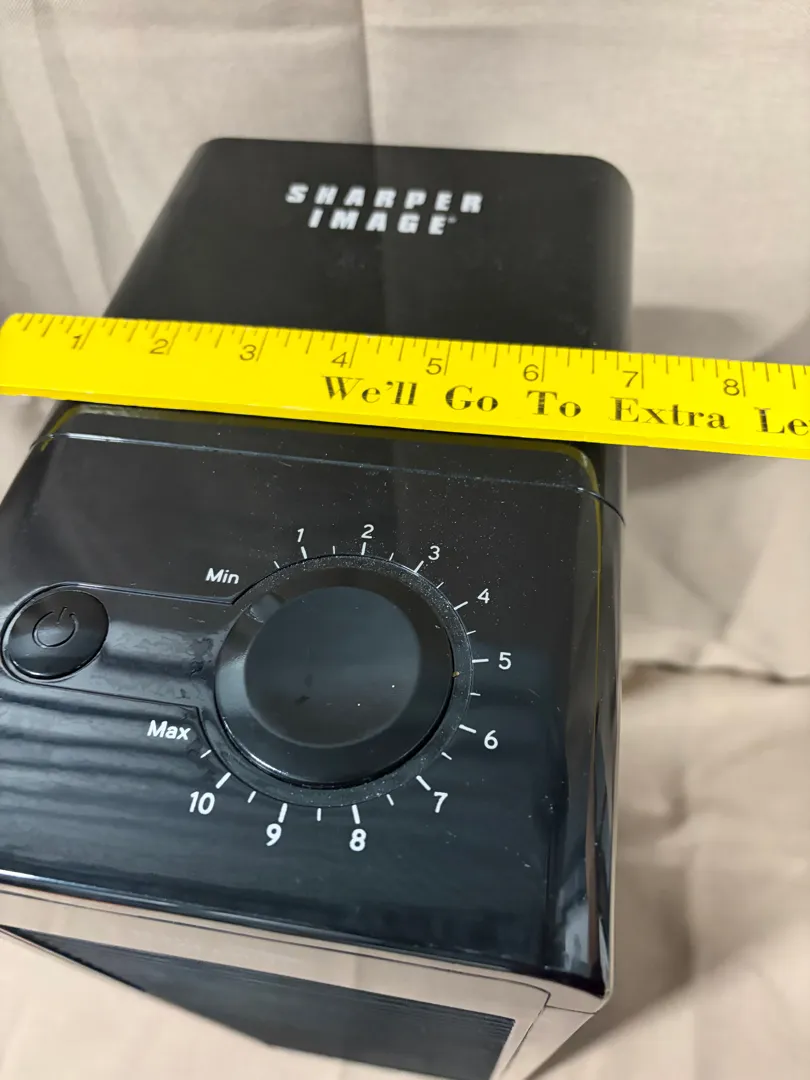 SHARPER
IMAGE®
1 2 3 4 5 6 7 8
We'll Go To Extra Le
Min 1 2 3 4 5 6 7 8 9 10 Max